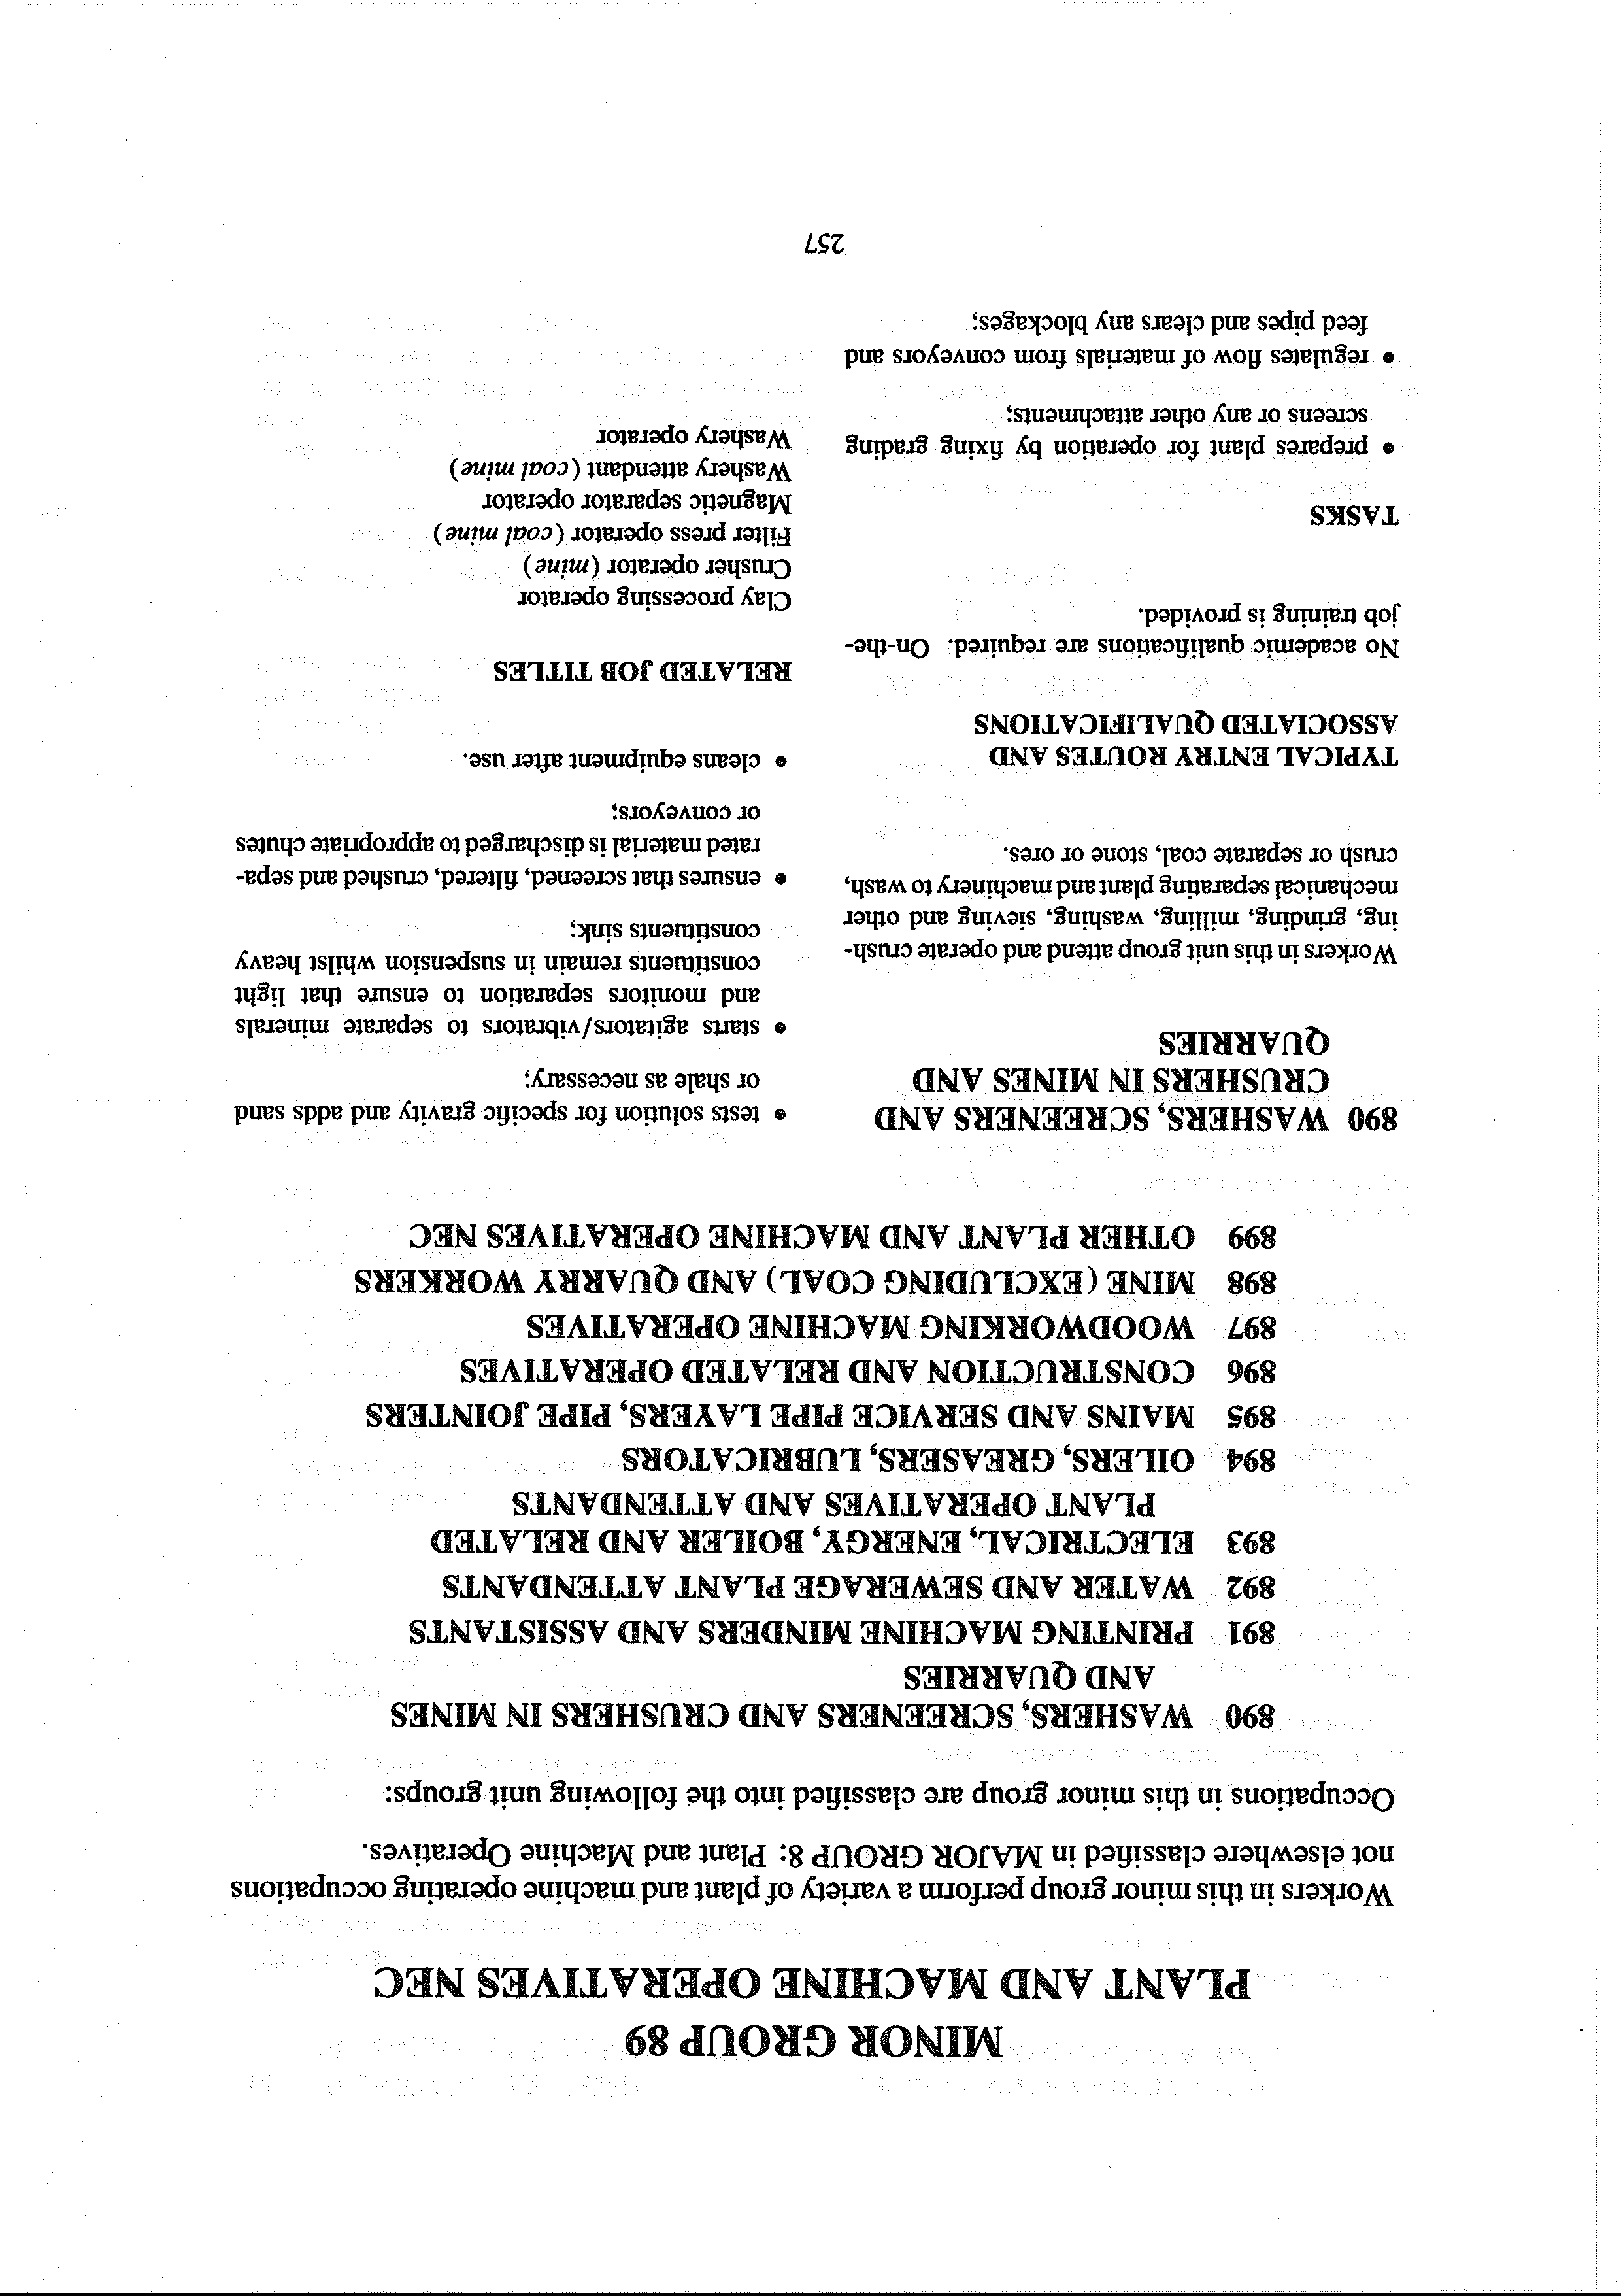 MINOR GROUP 89
PLANT AND MACHINE OPERATIVES NEC
Workers in this minor group perform a variety of plant and machine operating occupations
not elsewhere classified in MAJOR GROUP 8: Plant and Machine Operatives.
Occupations in this minor group are classified into the following unit groups:
890 WASHERS, SCREENERS AND CRUSHERS IN MINES
AND QUARRIES
891 PRINTING MACHINE MINDERS AND ASSISTANTS
892 WATER AND SEWERAGE PLANT ATTENDANTS
893 ELECTRICAL, ENERGY, BOILER AND RELATED
PLANT OPERATIVES AND ATTENDANTS
894 OILERS, GREASERS, LUBRICATORS
895 MAINS AND SERVICE PIPE LAYERS, PIPE JOINTERS
896 CONSTRUCTION AND RELATED OPERATIVES
897 WOODWORKING MACHINE OPERATIVES
898 MINE (EXCLUDING COAL) AND QUARRY WORKERS
899 OTHER PLANT AND MACHINE OPERATIVES NEC
890 WASHERS, SCREENERS AND
CRUSHERS IN MINES AND
QUARRIES
Workers in this unit group attend and operate crush-
ing, grinding, milling, washing, sieving and other
mechanical separating plant and machinery to wash,
crush or separate coal, stone or ores.
TYPICAL ENTRY ROUTES AND
ASSOCIATED QUALIFICATIONS
No academic qualifications are required. On-the-
job training is provided.
TASKS
• prepares plant for operation by fixing grading
screens or any other attachments;
• regulates flow of materials from conveyors and
feed pipes and clears any blockages;
• tests solution for specific gravity and adds sand
or shale as necessary;
• starts agitators/vibrators to separate minerals
and monitors separation to ensure that light
constituents remain in suspension whilst heavy
constituents sink;
• ensures that screened, filtered, crushed and sepa-
rated material is discharged to appropriate chutes
or conveyors;
• cleans equipment after use.
RELATED JOB TITLES
Clay processing operator
Crusher operator (mine)
Filter press operator (coal mine)
Magnetic separator operator
Washery attendant (coal mine)
Washery operator
257